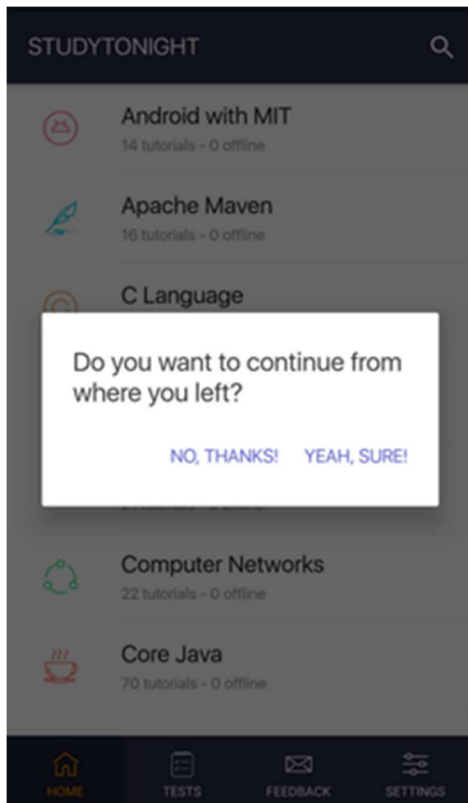 STUDYTONIGHT
Android with MIT
14 tutorials - 0 offline
Apache Maven
16 tutorials - 0 offline
C Language
Do you want to continue from
where you left?
NO, THANKS! YEAH, SURE!
Computer Networks
22 tutorials - 0 offline
Core Java
70 tutorials - 0 offline
HOME TESTS FEEDBACK SETTINGS